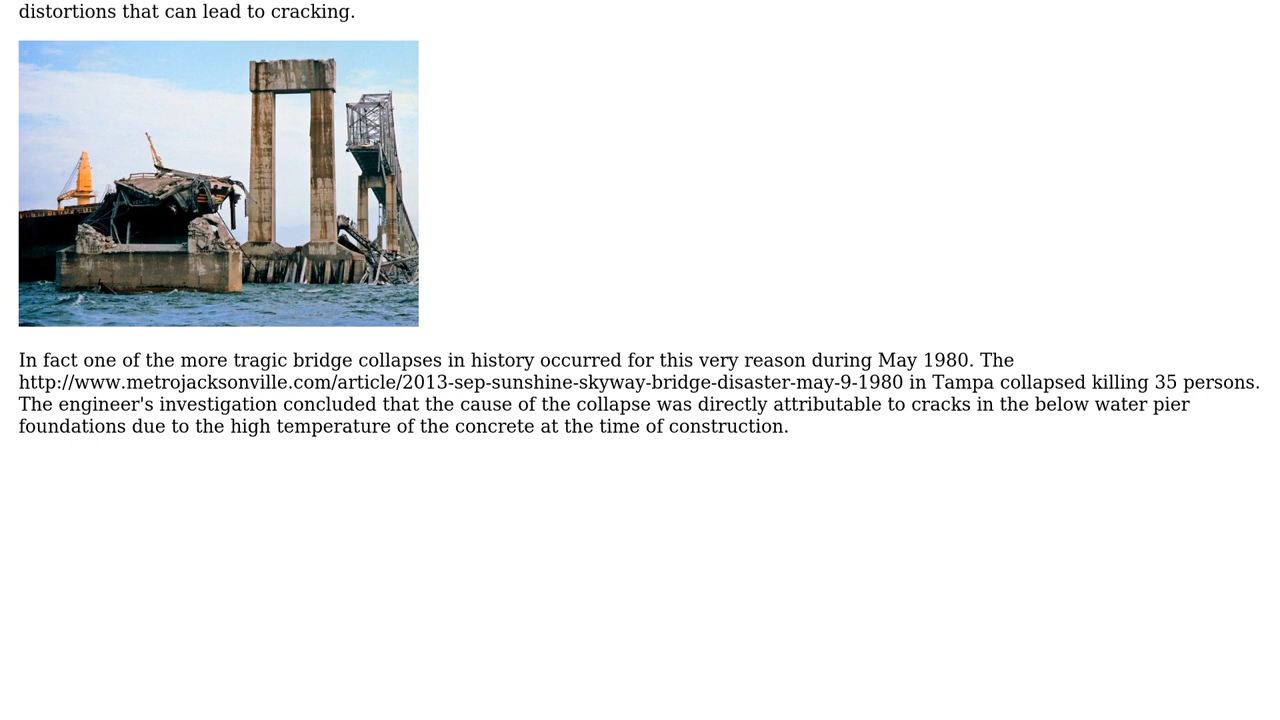 distortions that can lead to cracking.
In fact one of the more tragic bridge collapses in history occurred for this very reason during May 1980. The
http://www.metrojacksonville.com/article/2013-sep-sunshine-skyway-bridge-disaster-may-9-1980 in Tampa collapsed killing 35 persons.
The engineer's investigation concluded that the cause of the collapse was directly attributable to cracks in the below water pier
foundations due to the high temperature of the concrete at the time of construction.